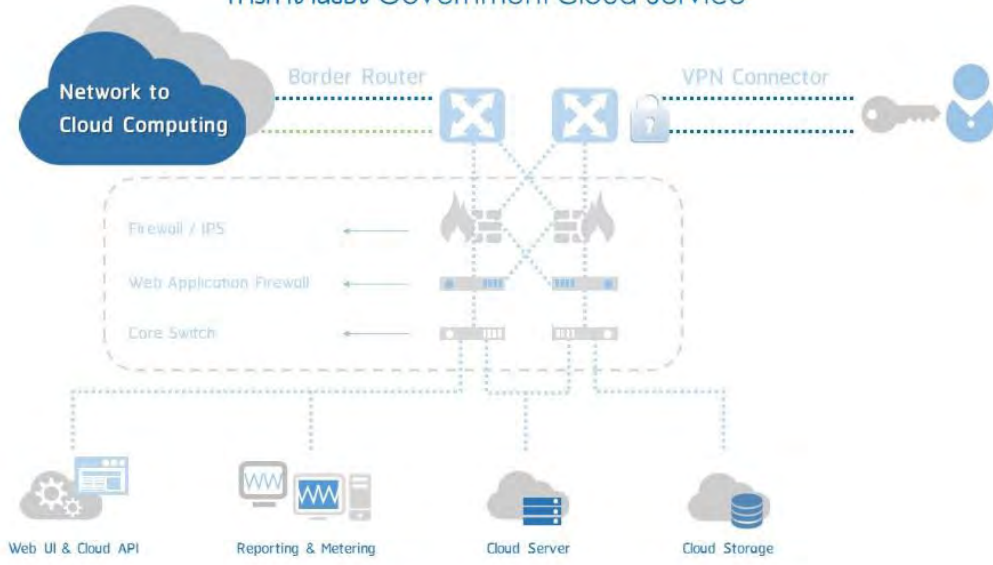 Government Cloud Service
Border Router
VPN Connector
Network to
Cloud Computing
Firewall / IPS
Web Application Firewall
Core Switch
Web UI & Cloud API
Reporting & Metering
Cloud Server
Cloud Storage